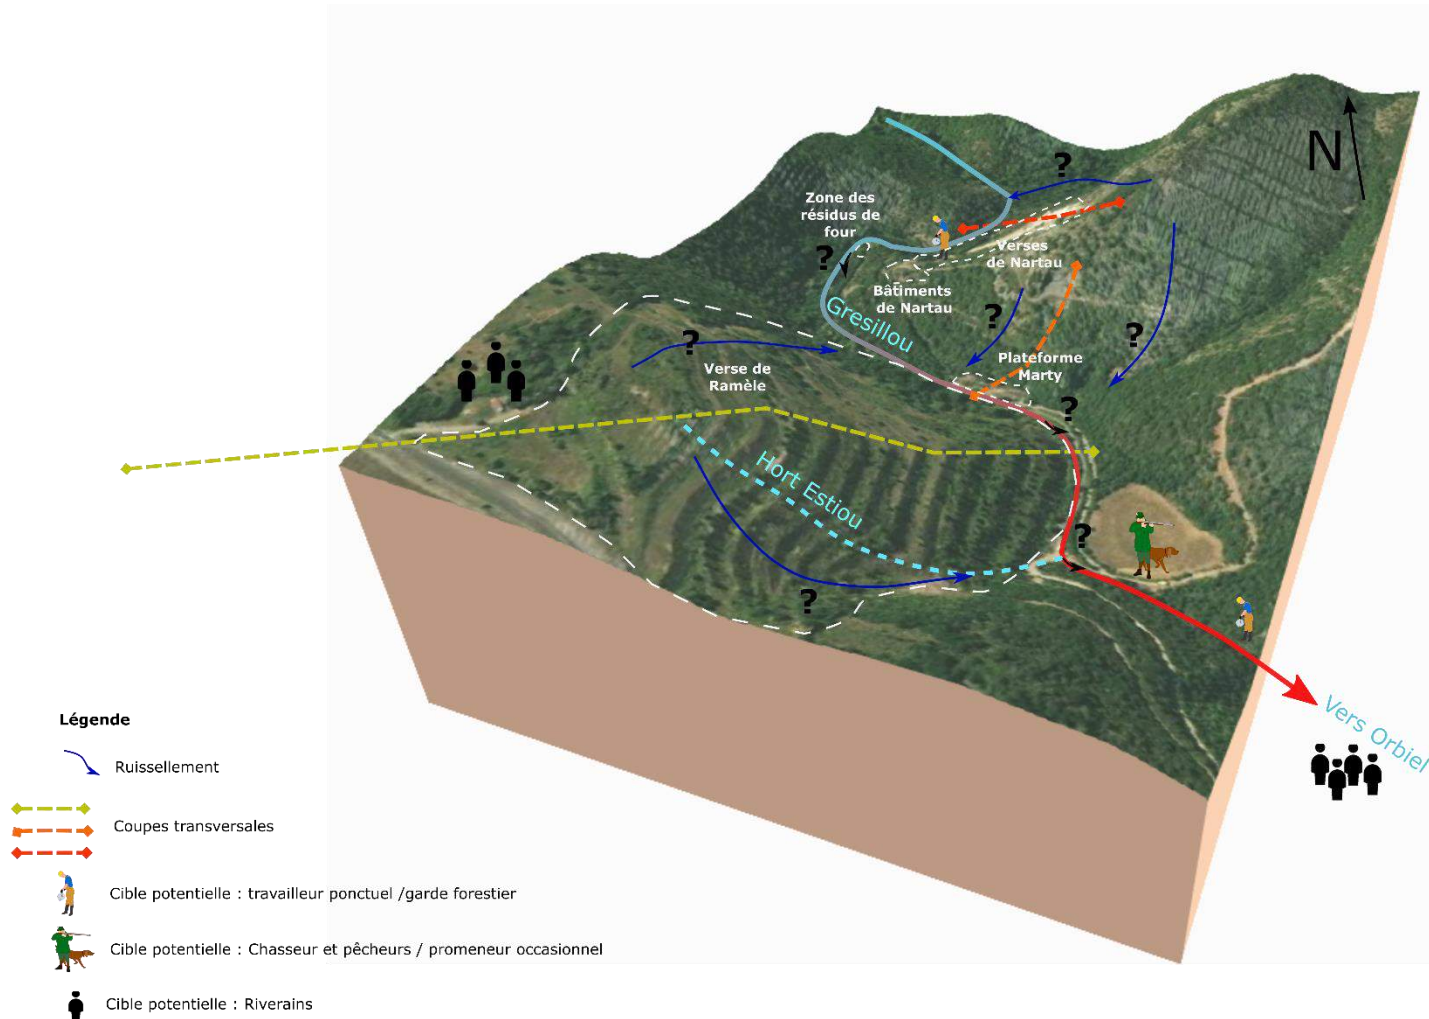 N
?
Zone des
résidus de
four
?
Verses
de Nartau
Bâtiments
de Nartau
?
?
Gresillou
?
Plateforme
Marty
Verse de
Ramèle
?
Hort Estiou
?
?
Vers Orbiel
Légende
Ruissellement
Coupes transversales
Cible potentielle : travailleur ponctuel /garde forestier
Cible potentielle : Chasseur et pêcheurs / promeneur occasionnel
Cible potentielle : Riverains